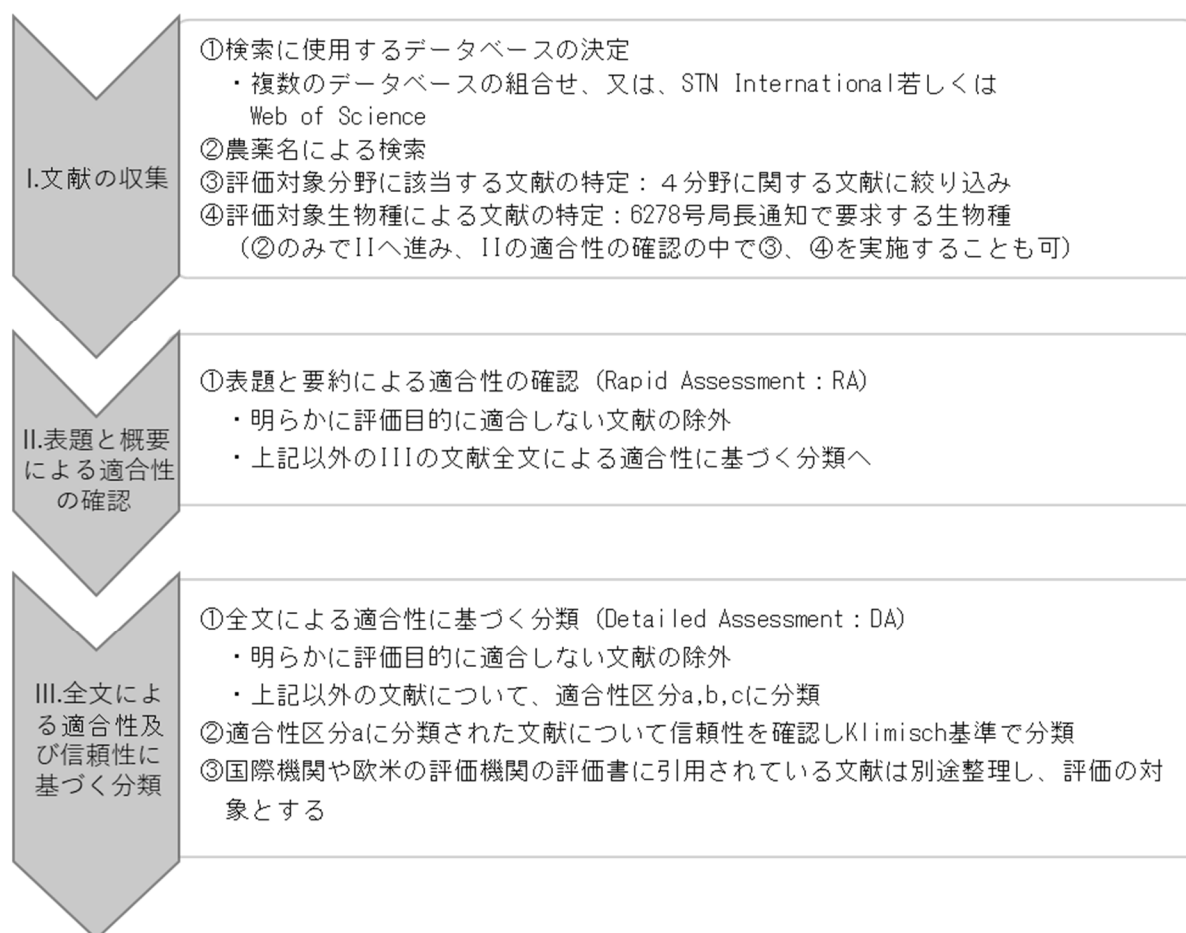 I.文献の収集
①検索に使用するデータベースの決定
・複数のデータベースの組合せ、又は、STN International若しくは
Web of Science
②農薬名による検索
③評価対象分野に該当する文献の特定：４分野に関する文献に絞り込み
④評価対象生物種による文献の特定：6278号局長通知で要求する生物種
（②のみでIIへ進み、IIの適合性の確認の中で③、④を実施することも可）
II.表題と概要
による適合性
の確認
①表題と要約による適合性の確認（Rapid Assessment：RA）
・明らかに評価目的に適合しない文献の除外
・上記以外のIIIの文献全文による適合性に基づく分類へ
III.全文によ
る適合性及
び信頼性に
基づく分類
①全文による適合性に基づく分類（Detailed Assessment：DA）
・明らかに評価目的に適合しない文献の除外
・上記以外の文献について、適合性区分a,b,cに分類
②適合性区分aに分類された文献について信頼性を確認しKlimisch基準で分類
③国際機関や欧米の評価機関の評価書に引用されている文献は別途整理し、評価の対
象とする